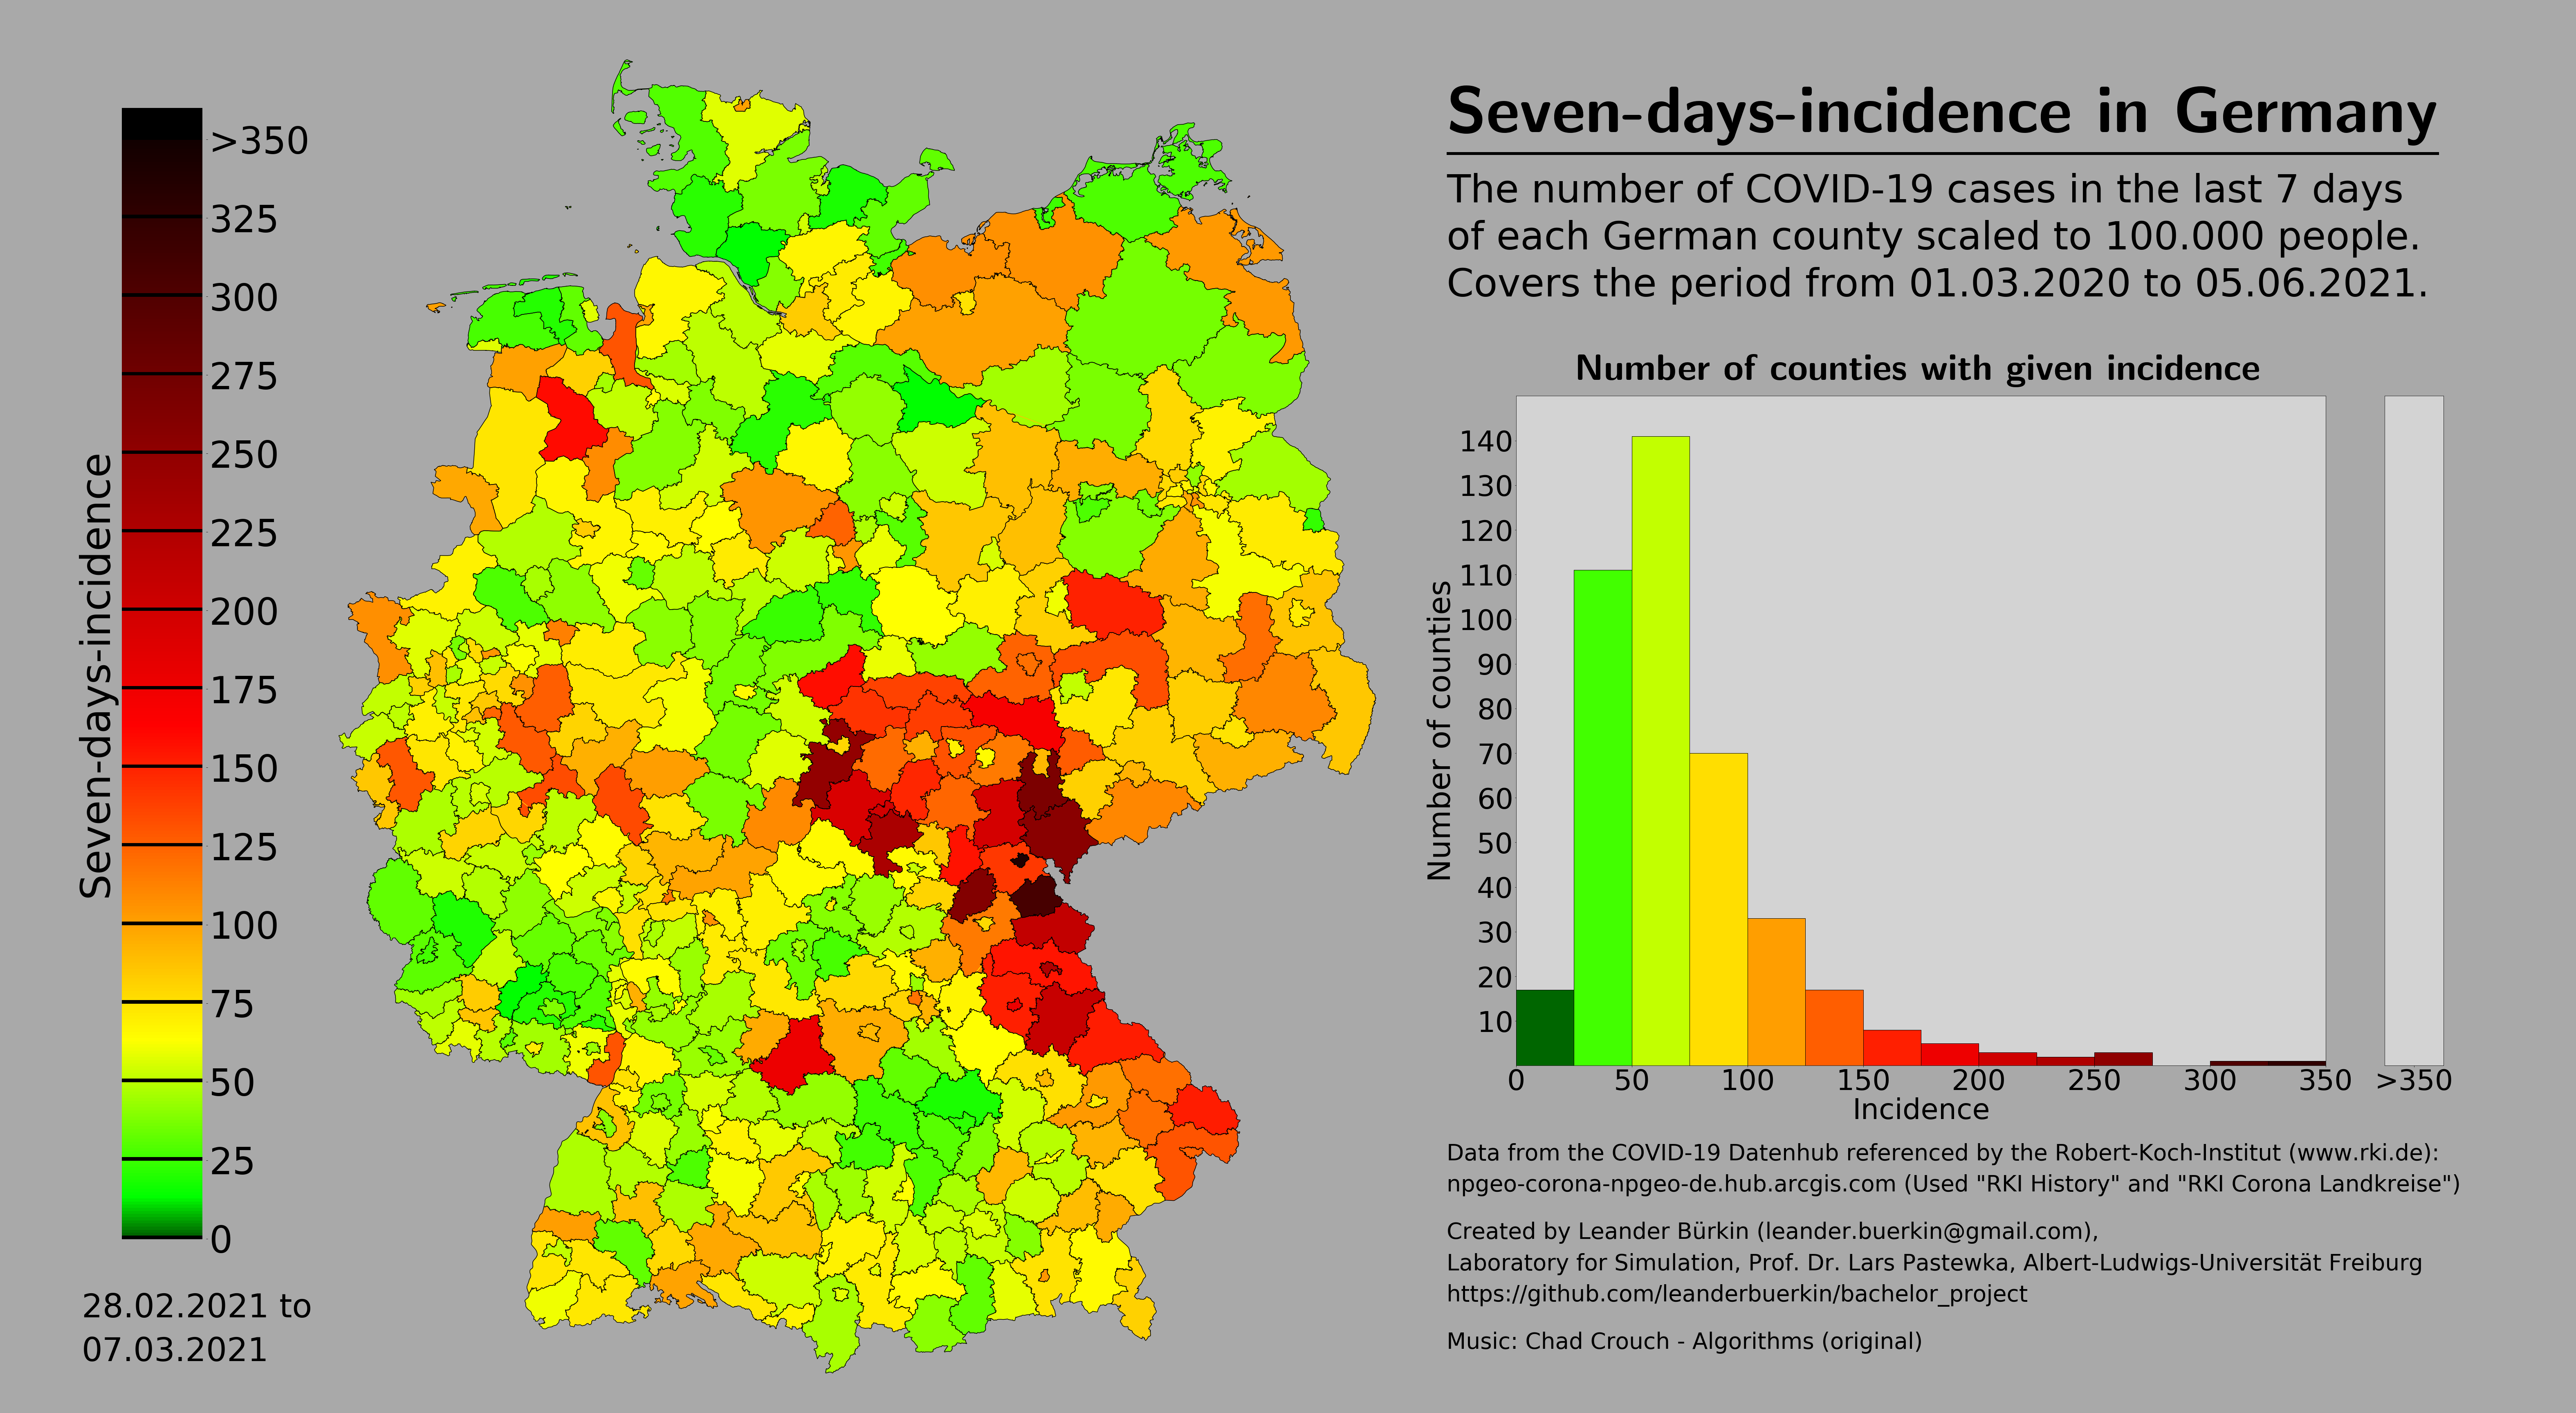 Seven-days-incidence in Germany
The number of COVID-19 cases in the last 7 days
of each German county scaled to 100.000 people.
Covers the period from 01.03.2020 to 05.06.2021.
Seven-days-incidence
>350
325
300
275
250
225
200
175
150
125
100
75
50
25
0
28.02.2021 to
07.03.2021
Number of counties with given incidence
Number of counties
140
130
120
110
100
90
80
70
60
50
40
30
20
10
0 50 100 150 200 250 300 350 >350
Incidence
Data from the COVID-19 Datenhub referenced by the Robert-Koch-Institut (www.rki.de):
npgeo-corona-npgeo-de.hub.arcgis.com (Used "RKI History" and "RKI Corona Landkreise")
Created by Leander Bürkin (leander.buerkin@gmail.com),
Laboratory for Simulation, Prof. Dr. Lars Pastewka, Albert-Ludwigs-Universität Freiburg
https://github.com/leanderbuerkin/bachelor_project
Music: Chad Crouch - Algorithms (original)